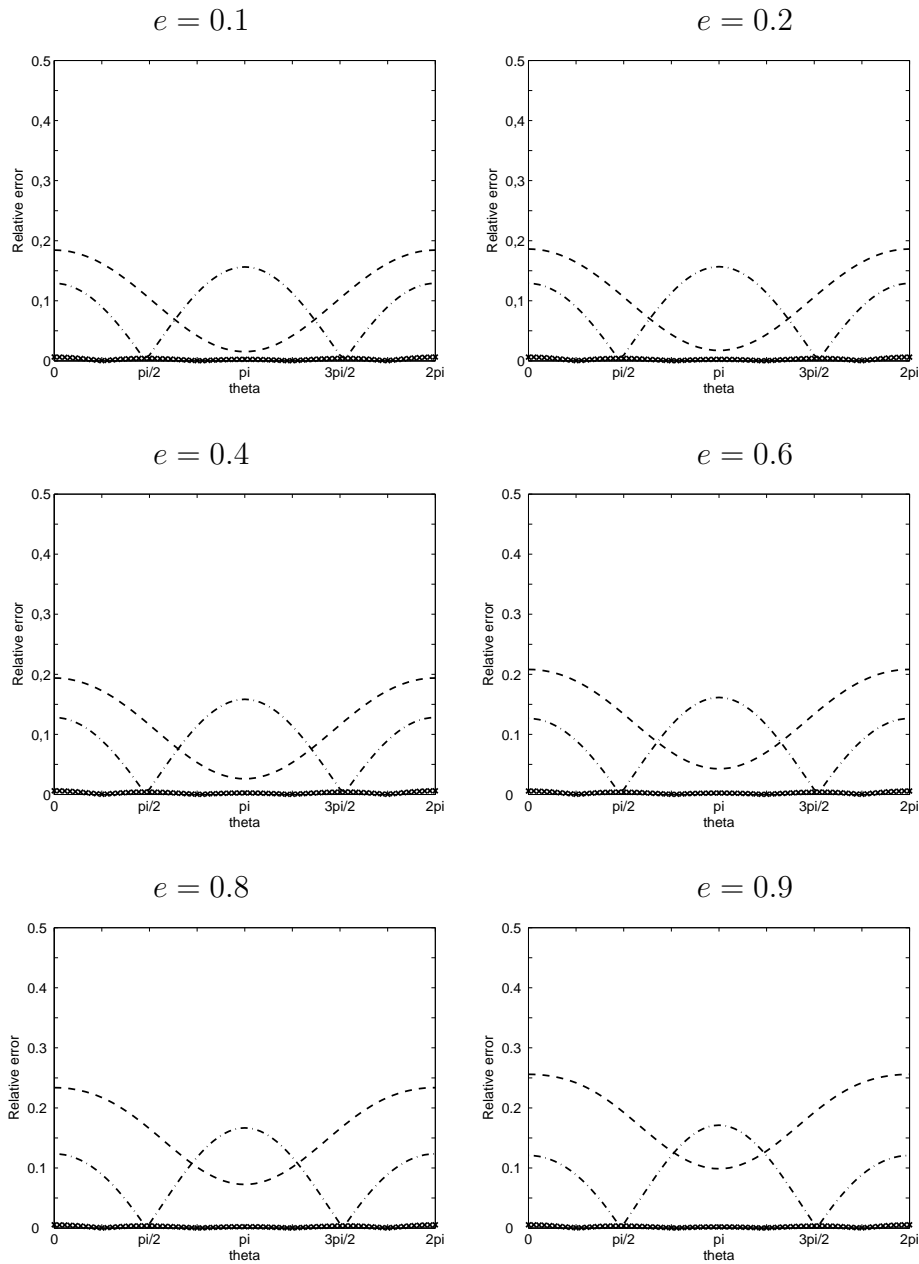 e = 0.1
0.5
0,4
0,3
0,2
0,1
0
Relative error
0 pi/2 pi 3pi/2 2pi
theta
e = 0.2
0.5
0,4
0,3
0,2
0,1
0
Relative error
0 pi/2 pi 3pi/2 2pi
theta
e = 0.4
0.5
0,4
0,3
0,2
0,1
0
Relative error
0 pi/2 pi 3pi/2 2pi
theta
e = 0.6
0.5
0,4
0,3
0,2
0,1
0
Relative error
0 pi/2 pi 3pi/2 2pi
theta
e = 0.8
0.5
0.4
0.3
0.2
0.1
0
Relative error
0 pi/2 pi 3pi/2 2pi
theta
e = 0.9
0.5
0.4
0.3
0.2
0.1
0
Relative error
0 pi/2 pi 3pi/2 2pi
theta